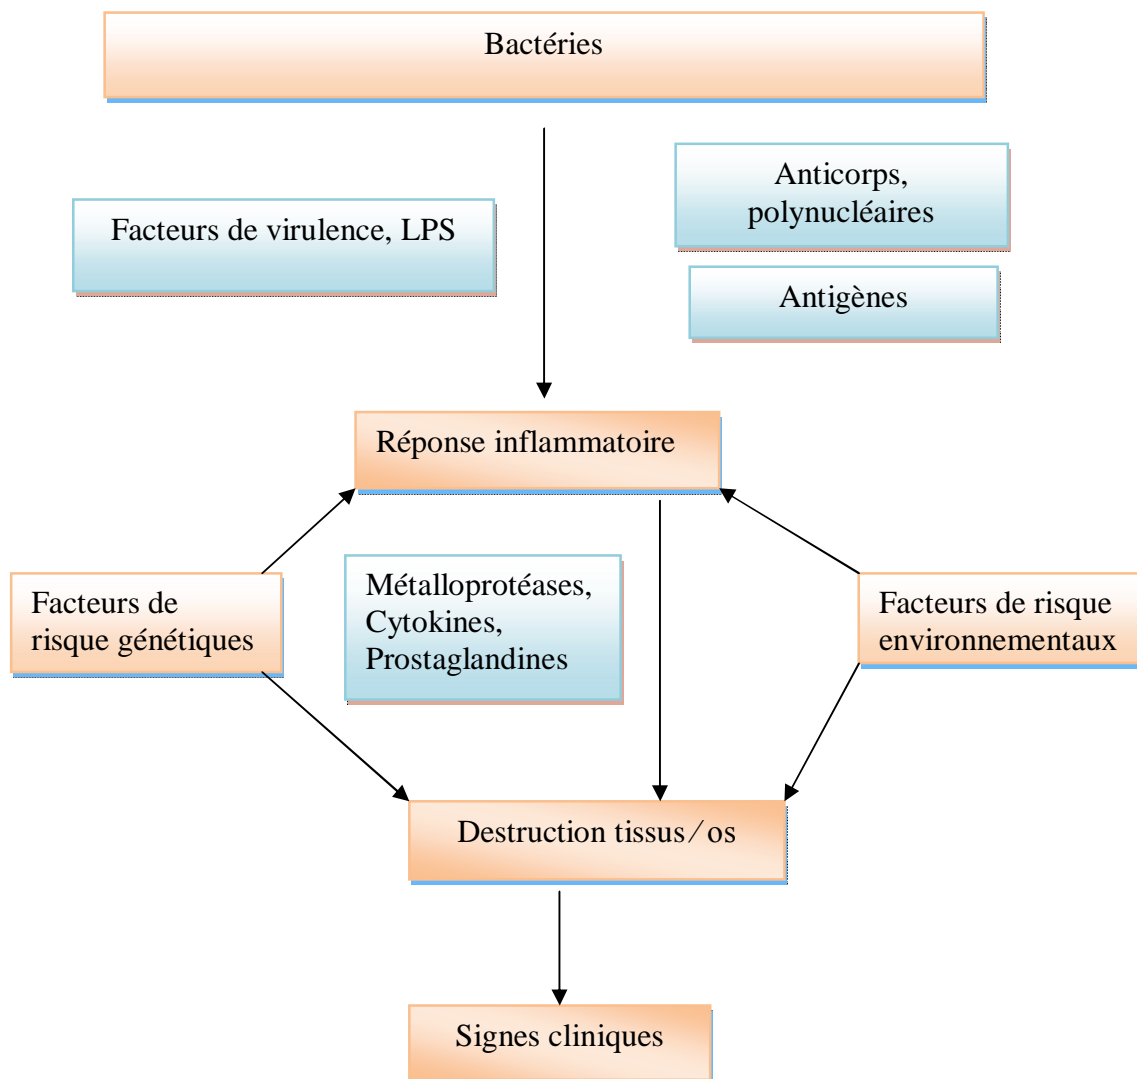 Bactéries
Facteurs de virulence, LPS
Anticorps,
polynucléaires
Antigènes
Réponse inflammatoire
Facteurs de
risque génétiques
Métalloprotéases,
Cytokines,
Prostaglandines
Facteurs de risque
environnementaux
Destruction tissus ⁄ os
Signes cliniques